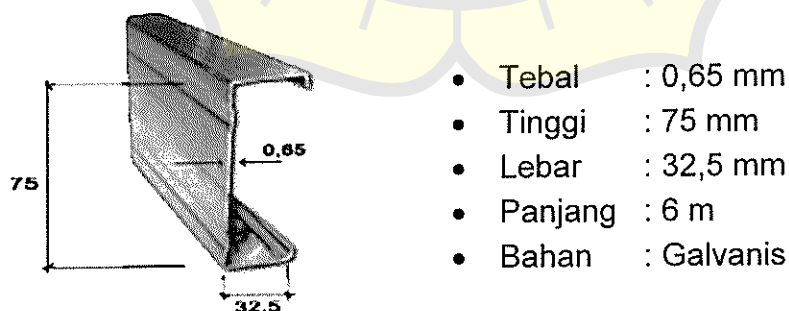 75
0,65
32,5
• Tebal : 0,65 mm
• Tinggi : 75 mm
• Lebar : 32,5 mm
• Panjang : 6 m
• Bahan : Galvanis